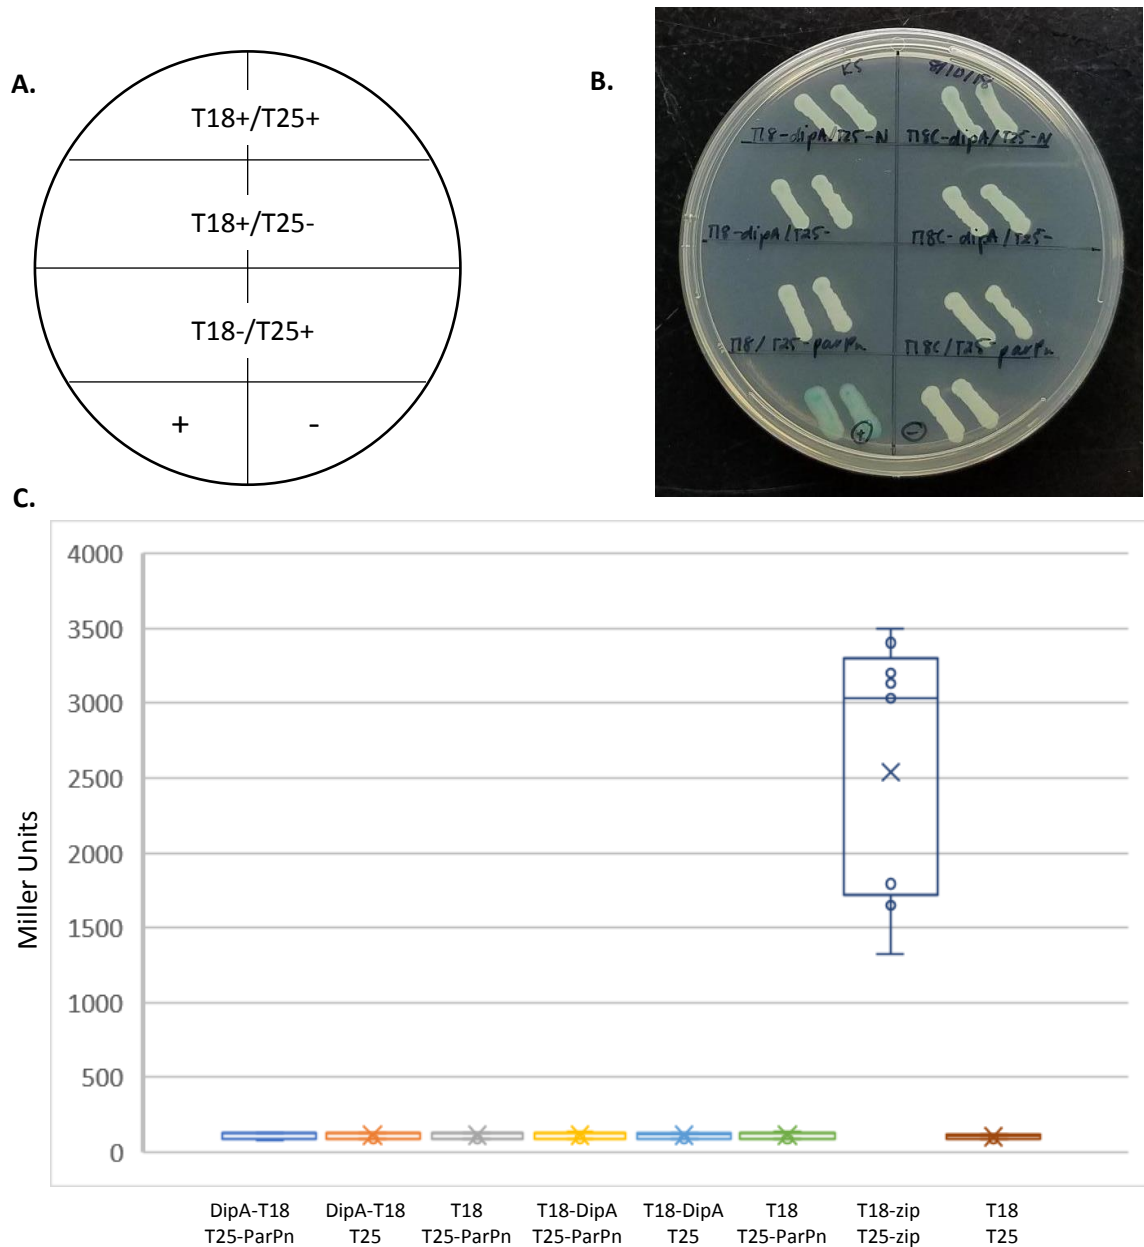 A.
T18+/T25+
T18+/T25-
T18-/T25+
+ -
B.
KS 8/10/18
T18-dipA/T25-N T18C-dipA/T25-N
T18-dipA/T25- T18C-dipA/T25-
T18/T25-parPn T18C/T25-parPn
+ -
C.
4000
3500
3000
2500
2000
1500
1000
500
0
Miller Units
DipA-T18 DipA-T18 T18 T18-DipA T18-DipA T18 T18-zip T18
T25-ParPn T25 T25-ParPn T25-ParPn T25 T25-ParPn T25-zip T25